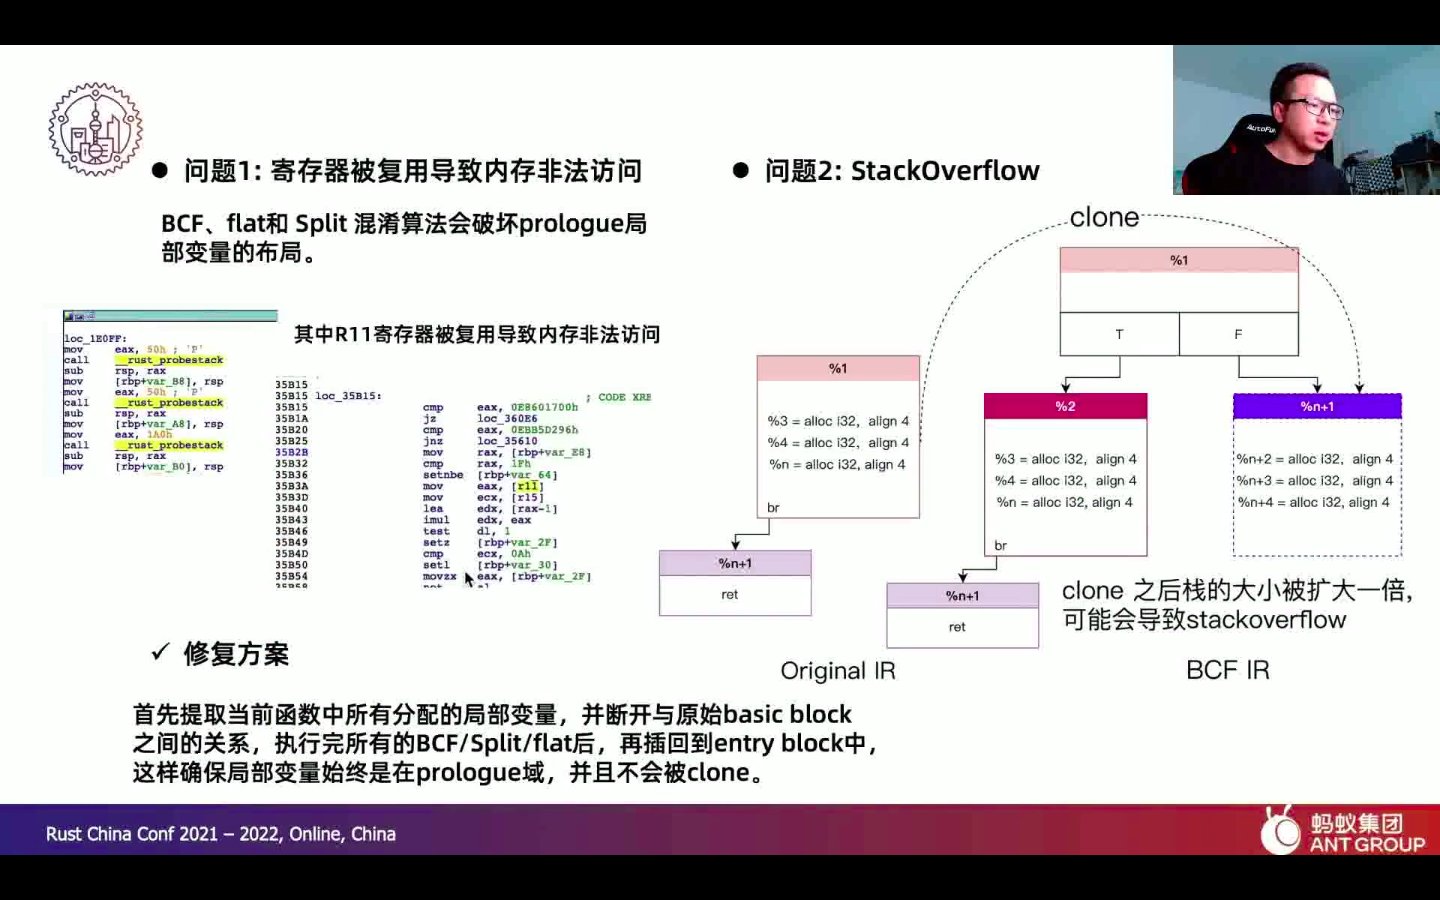 问题1: 寄存器被复用导致内存非法访问
BCF、flat和 Split 混淆算法会破坏prologue局
部变量的布局。
其中R11寄存器被复用导致内存非法访问
loc_1E0FF:
mov eax, 50h ; 'P'
call __rust_probestack
sub rsp, rax
mov [rbp+var_B8], rsp
mov eax, 50h ; 'P'
call __rust_probestack
sub rsp, rax
mov [rbp+var_A8], rsp
mov eax, 1A0h
call __rust_probestack
sub rsp, rax
mov [rbp+var_B0], rsp
35B15
35B15 loc_35B15: ; CODE XRE
35B15 cmp eax, 0E8601700h
35B1A jz loc_360E6
35B20 cmp eax, 0EBB5D296h
35B25 jnz loc_35610
35B2B mov rax, [rbp+var_E8]
35B32 cmp rax, 1Fh
35B36 setnbe [rbp+var_64]
35B3A mov eax, [r11]
35B3D mov ecx, [r15]
35B40 lea edx, [rax-1]
35B43 imul edx, eax
35B46 test dl, 1
35B49 setz [rbp+var_2F]
35B4D cmp ecx, 0Ah
35B50 setl [rbp+var_30]
35B54 movzx eax, [rbp+var_2F]
问题2: StackOverflow
clone
%1
%3 = alloc i32, align 4
%4 = alloc i32, align 4
%n = alloc i32, align 4
br
%n+1
ret
Original IR
%1
T F
%2
%3 = alloc i32, align 4
%4 = alloc i32, align 4
%n = alloc i32, align 4
br
%n+1
ret
%n+1
%n+2 = alloc i32, align 4
%n+3 = alloc i32, align 4
%n+4 = alloc i32, align 4
clone 之后栈的大小被扩大一倍，
可能会导致stackoverflow
BCF IR
✓ 修复方案
首先提取当前函数中所有分配的局部变量，并断开与原始basic block
之间的关系，执行完所有的BCF/Split/flat后，再插回到entry block中，
这样确保局部变量始终是在prologue域，并且不会被clone。
Rust China Conf 2021 – 2022, Online, China
蚂蚁集团
ANT GROUP